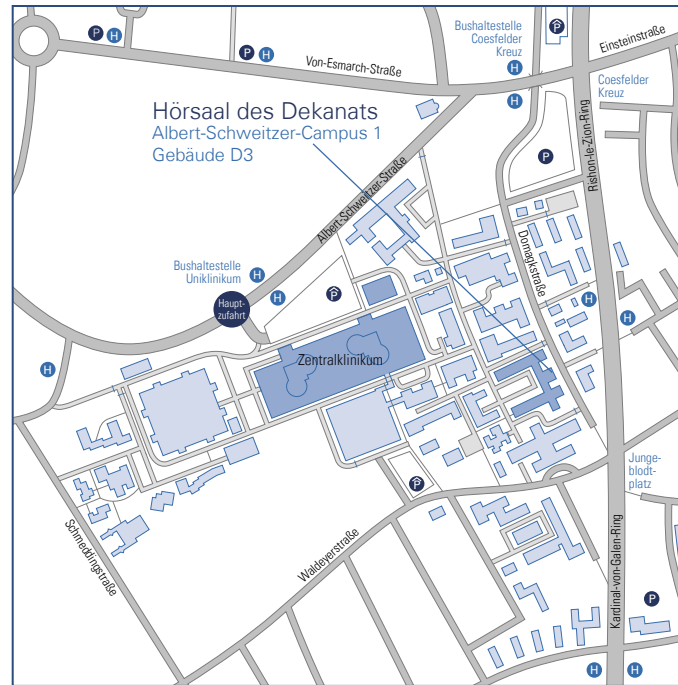 P
H
P
H
Von-Esmarch-Straße
Bushaltestelle
Coesfelder
Kreuz
P
H
H
Einsteinstraße
Coesfelder
Kreuz
Hörsaal des Dekanats
Albert-Schweitzer-Campus 1
Gebäude D3
P
Rishon-le-Zion-Ring
Albert-Schweitzer-Straße
Domagkstraße
Bushaltestelle
Uniklinikum
H
H
P
Haupt-
zufahrt
H
H
H
Zentralklinikum
Junge-
blodt-
platz
P
Schmeddingstraße
Waldeyerstraße
Kardinal-von-Galen-Ring
P
H
H